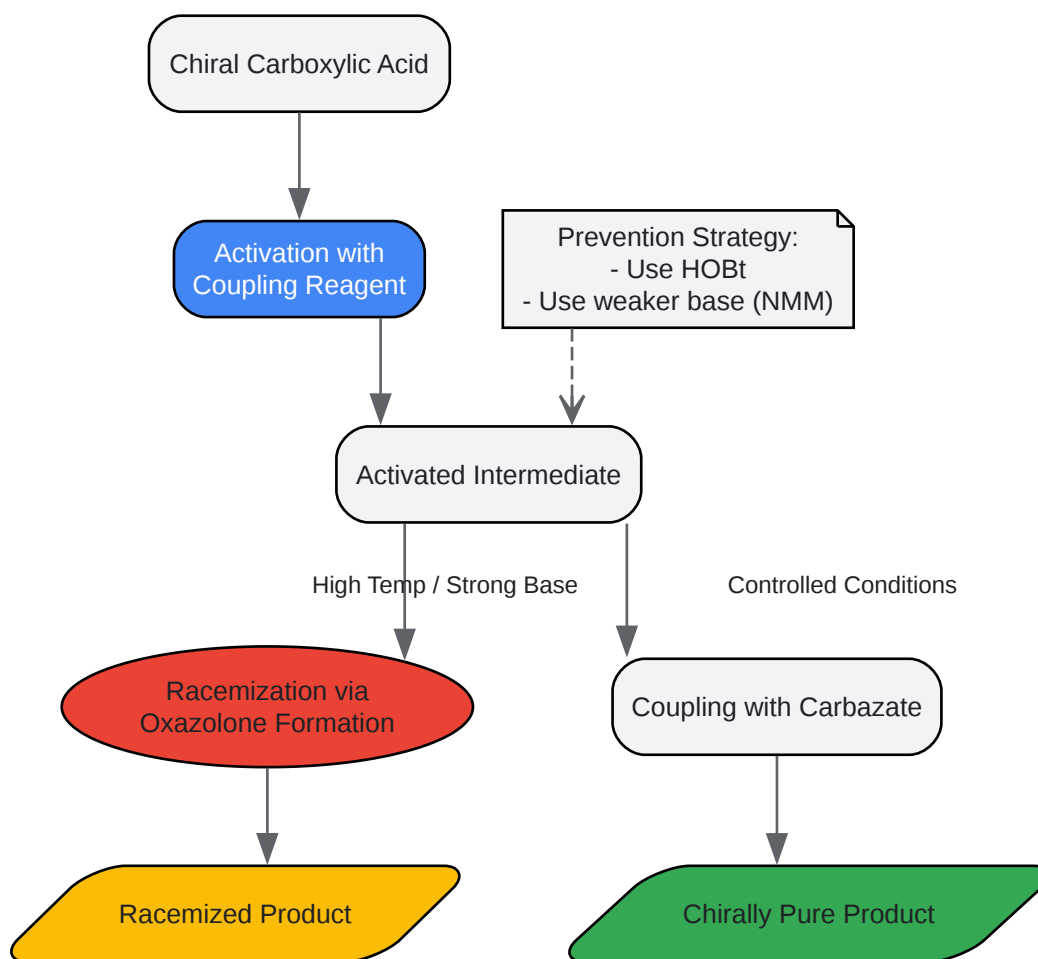 Chiral Carboxylic Acid
Activation with
Coupling Reagent
Prevention Strategy:
- Use HOBt
- Use weaker base (NMM)
Activated Intermediate
High Temp / Strong Base
Controlled Conditions
Racemization via
Oxazolone Formation
Coupling with Carbazate
Racemized Product
Chirally Pure Product